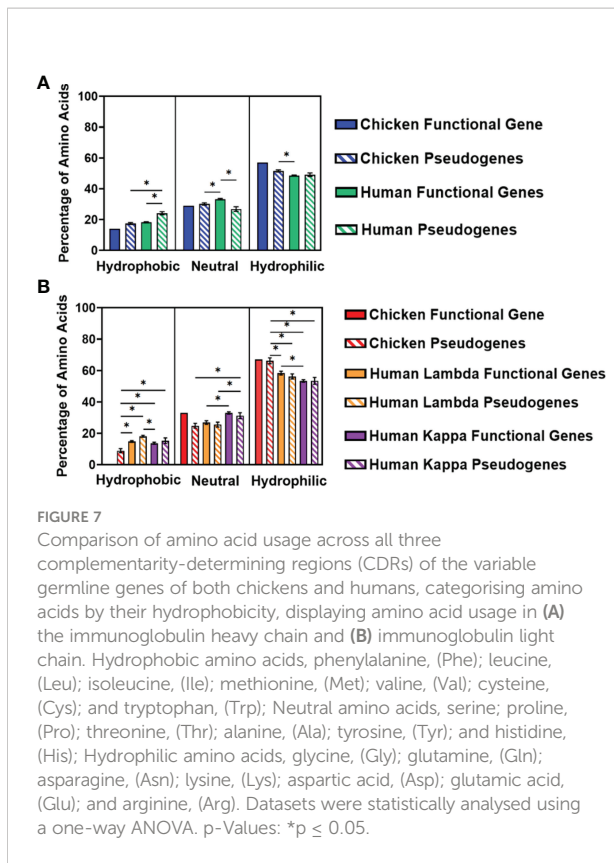 A
Percentage of Amino Acids
100
80
60
40
20
0
* * * * * *
Hydrophobic Neutral Hydrophilic
Chicken Functional Gene
Chicken Pseudogenes
Human Functional Genes
Human Pseudogenes
B
Percentage of Amino Acids
100
80
60
40
20
0
* * * * * * * * * * * * *
Hydrophobic Neutral Hydrophilic
Chicken Functional Gene
Chicken Pseudogenes
Human Lambda Functional Genes
Human Lambda Pseudogenes
Human Kappa Functional Genes
Human Kappa Pseudogenes
FIGURE 7
Comparison of amino acid usage across all three
complementarity-determining regions (CDRs) of the variable
germline genes of both chickens and humans, categorising amino
acids by their hydrophobicity, displaying amino acid usage in (A)
the immunoglobulin heavy chain and (B) immunoglobulin light
chain. Hydrophobic amino acids, phenylalanine, (Phe); leucine,
(Leu); isoleucine, (Ile); methionine, (Met); valine, (Val); cysteine,
(Cys); and tryptophan, (Trp); Neutral amino acids, serine; proline,
(Pro); threonine, (Thr); alanine, (Ala); tyrosine, (Tyr); and histidine,
(His); Hydrophilic amino acids, glycine, (Gly); glutamine, (Gln);
asparagine, (Asn); lysine, (Lys); aspartic acid, (Asp); glutamic acid,
(Glu); and arginine, (Arg). Datasets were statistically analysed using
a one-way ANOVA. p-Values: *p ≤ 0.05.